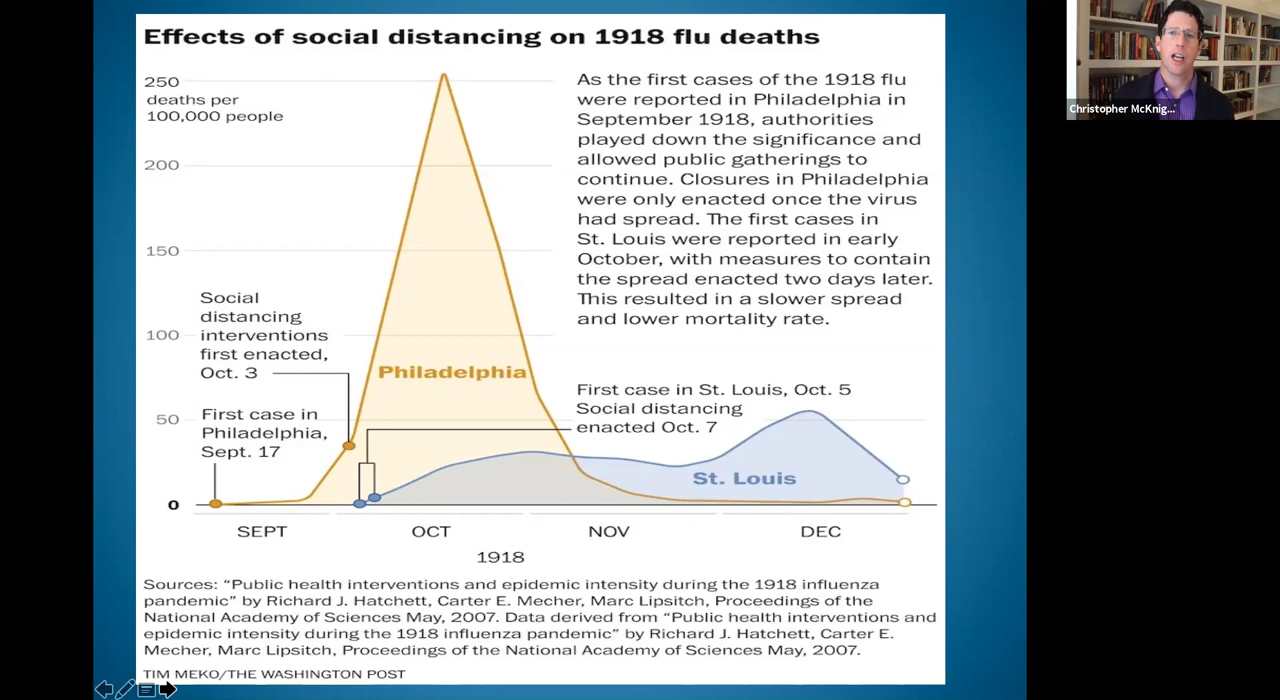 Effects of social distancing on 1918 flu deaths
250
deaths per
100,000 people
200
150
100
50
0
As the first cases of the 1918 flu
were reported in Philadelphia in
September 1918, authorities
played down the significance and
allowed public gatherings to
continue. Closures in Philadelphia
were only enacted once the virus
had spread. The first cases in
St. Louis were reported in early
October, with measures to contain
the spread enacted two days later.
This resulted in a slower spread
and lower mortality rate.
Social
distancing
interventions
first enacted,
Oct. 3
First case in
Philadelphia,
Sept. 17
Philadelphia
First case in St. Louis, Oct. 5
Social distancing
enacted Oct. 7
St. Louis
SEPT
OCT
NOV
DEC
1918
Sources: “Public health interventions and epidemic intensity during the 1918 influenza
pandemic” by Richard J. Hatchett, Carter E. Mecher, Marc Lipsitch, Proceedings of the
National Academy of Sciences May, 2007. Data derived from “Public health interventions and
epidemic intensity during the 1918 influenza pandemic” by Richard J. Hatchett, Carter E.
Mecher, Marc Lipsitch, Proceedings of the National Academy of Sciences May, 2007.
TIM MEKO/THE WASHINGTON POST
Christopher McKnig...